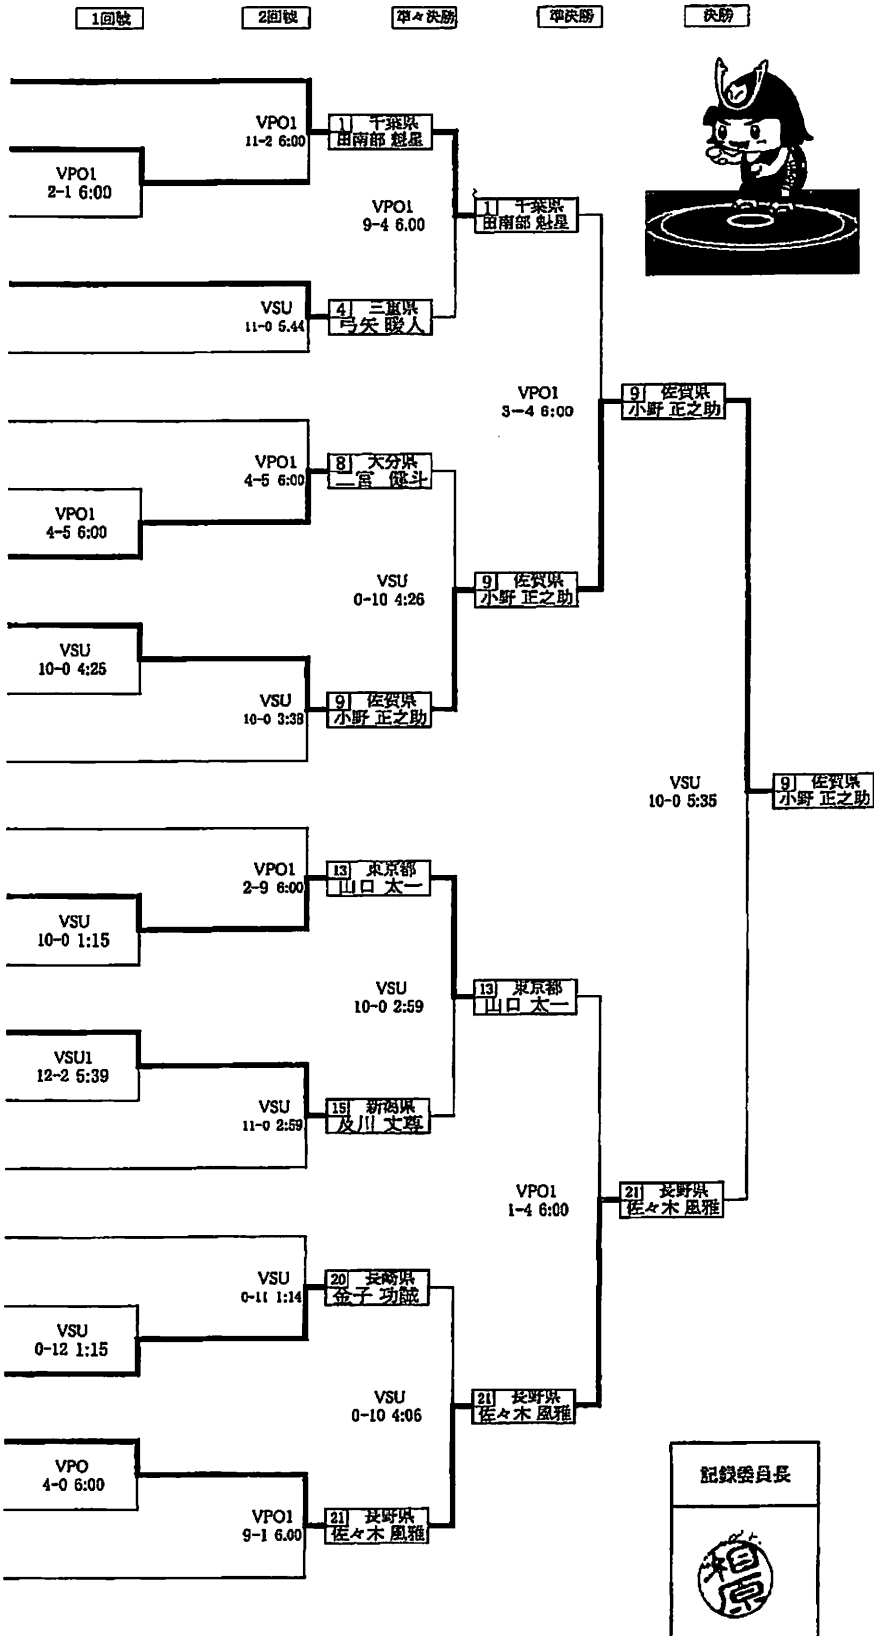 1回戦
2回戦
準々決勝
準決勝
決勝
VPO1
11-2 6:00
1 千葉県
田南部 魁星
VPO1
2-1 6:00
VPO1
9-4 6.00
1 千葉県
田南部 魁星
VSU
11-0 5.44
4 三重県
弓矢 暖人
VPO1
3-4 6:00
9 佐賀県
小野 正之助
VPO1
4-5 6:00
8 大分県
二宮 健斗
VPO1
4-5 6:00
VSU
0-10 4:26
9 佐賀県
小野 正之助
VSU
10-0 4:25
VSU
10-0 3:38
9 佐賀県
小野 正之助
VSU
10-0 5:35
9 佐賀県
小野 正之助
VPO1
2-9 6:00
13 東京都
山口 太一
VSU
10-0 1:15
VSU
10-0 2:59
13 東京都
山口 太一
VSU1
12-2 5:39
VSU
11-0 2:59
15 新潟県
及川 丈尊
VPO1
1-4 6:00
21 長野県
佐々木 風雅
VSU
0-11 1:14
20 長崎県
金子 功誠
VSU
0-12 1:15
VSU
0-10 4:06
21 長野県
佐々木 風雅
VPO
4-0 6:00
VPO1
9-1 6.00
21 長野県
佐々木 風雅
記録委員長
相原